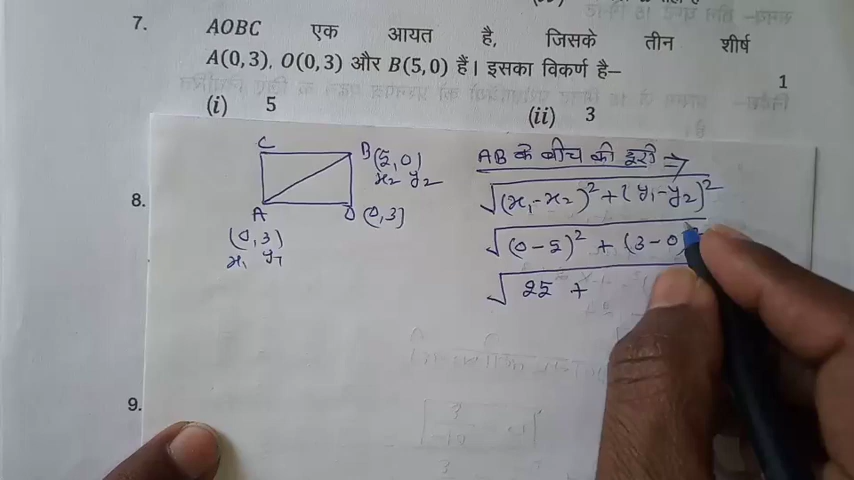 7. AOBC एक आयत है, जिसके तीन शीर्ष
A(0,3), O(0,3) और B(5,0) हैं। इसका विकर्ण है– 1
(i) 5 (ii) 3
C B (5, 0)
x₂ y₂
A O (0, 3)
(0, 3)
x₁ y₁
AB के बीच की दूरी ⇒
√(x₁-x₂)² + (y₁-y₂)²
√(0-5)² + (3-0)
√25 +
8.
9.